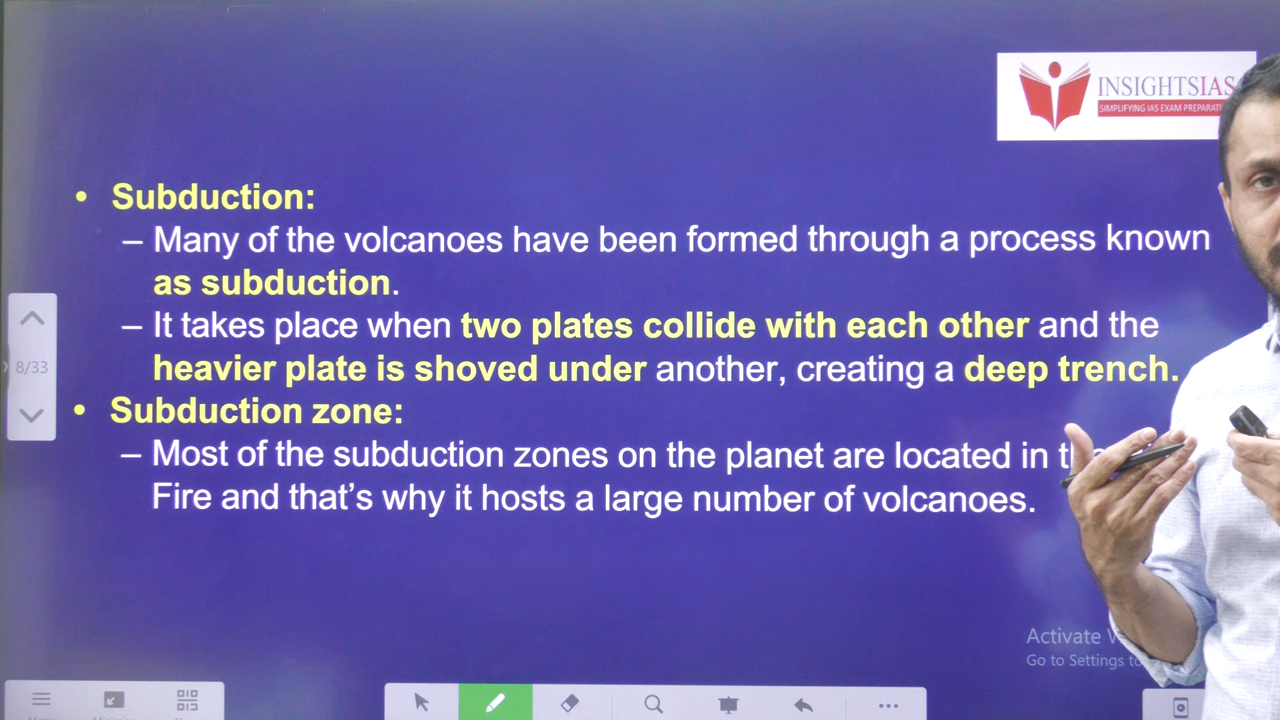 INSIGHTSIAS
SIMPLIFYING IAS EXAM
• Subduction:
– Many of the volcanoes have been formed through a process known
as subduction.
– It takes place when two plates collide with each other and the
heavier plate is shoved under another, creating a deep trench.
• Subduction zone:
– Most of the subduction zones on the planet are located in
Fire and that's why it hosts a large number of volcanoes.
8/33
Activate
Go to Settings